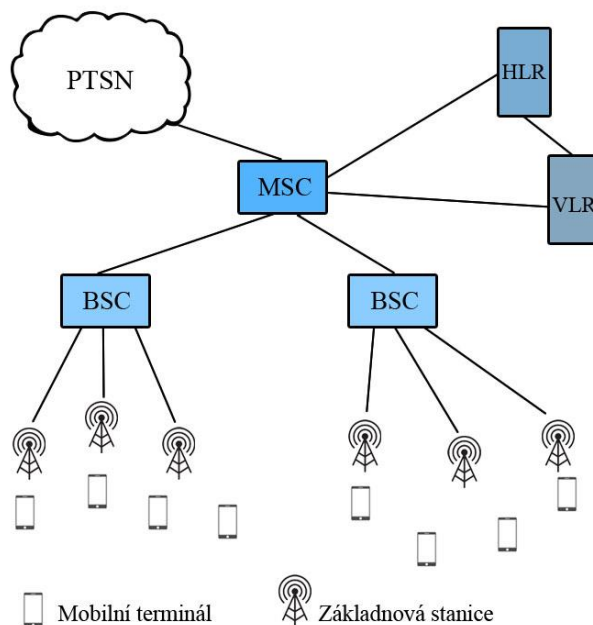 PTSN
HLR
MSC
VLR
BSC
BSC
Mobilní terminál
Základnová stanice